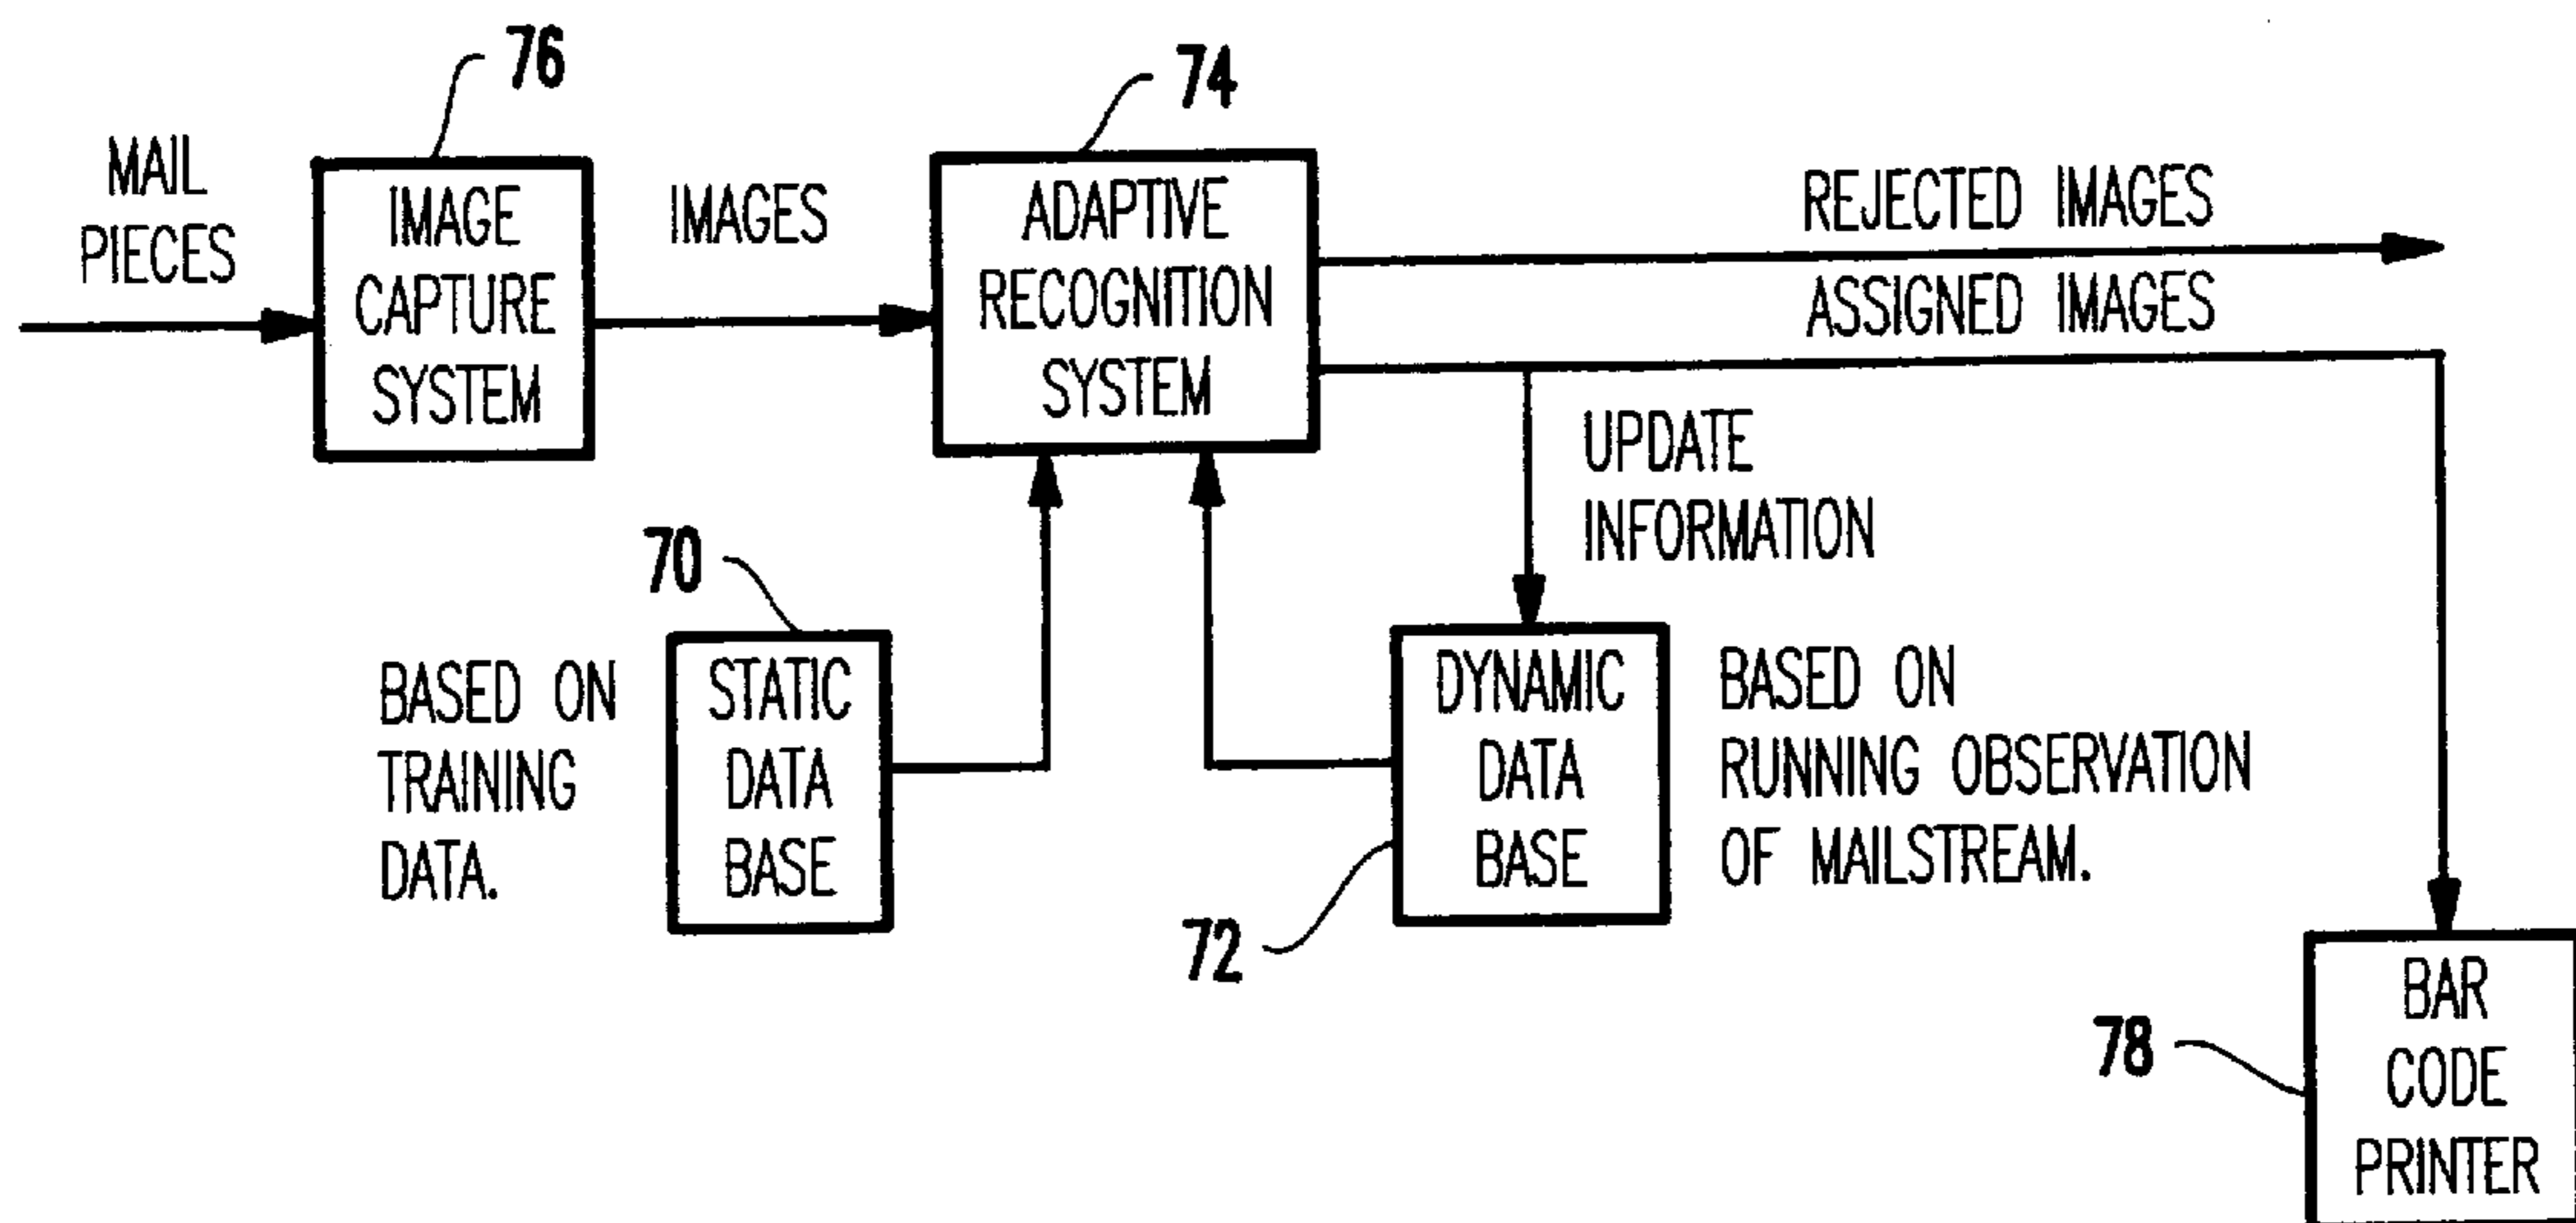 76
74
MAIL
PIECES
IMAGE
CAPTURE
SYSTEM
IMAGES
ADAPTIVE
RECOGNITION
SYSTEM
REJECTED IMAGES
ASSIGNED IMAGES
UPDATE
INFORMATION
70
BASED ON
TRAINING
DATA.
STATIC
DATA
BASE
DYNAMIC
DATA
BASE
72
BASED ON
RUNNING OBSERVATION
OF MAILSTREAM.
78
BAR
CODE
PRINTER